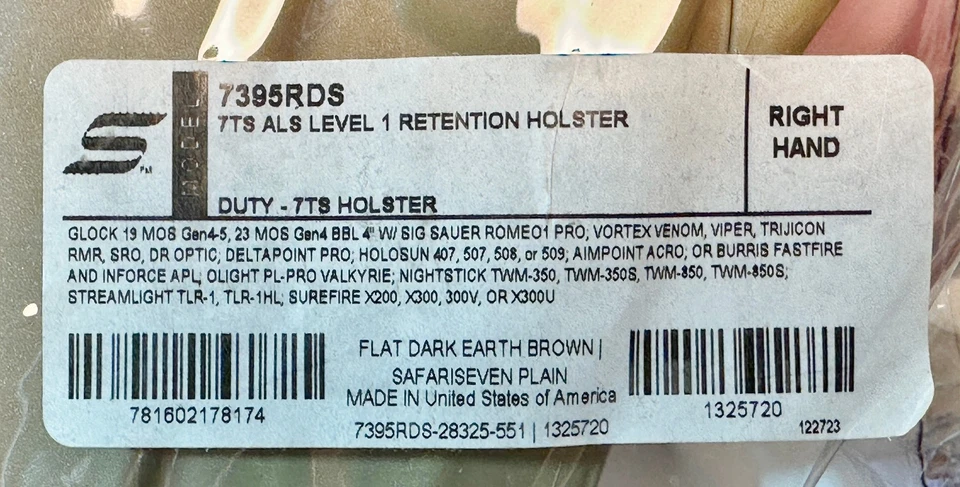 MODEL
7395RDS
7TS ALS LEVEL 1 RETENTION HOLSTER
RIGHT
HAND
DUTY - 7TS HOLSTER
GLOCK 19 MOS Gen4-5, 23 MOS Gen4 BBL 4" W/ SIG SAUER ROMEO1 PRO; VORTEX VENOM, VIPER, TRIJICON
RMR, SRO, DR OPTIC; DELTAPOINT PRO; HOLOSUN 407, 507, 508, or 509; AIMPOINT ACRO; OR BURRIS FASTFIRE
AND INFORCE APL; OLIGHT PL-PRO VALKYRIE; NIGHTSTICK TWM-350, TWM-350S, TWM-850, TWM-850S;
STREAMLIGHT TLR-1, TLR-1HL; SUREFIRE X200, X300, 300V, OR X300U
FLAT DARK EARTH BROWN |
SAFARISEVEN PLAIN
MADE IN United States of America
781602178174
1325720
7395RDS-28325-551 | 1325720
122723